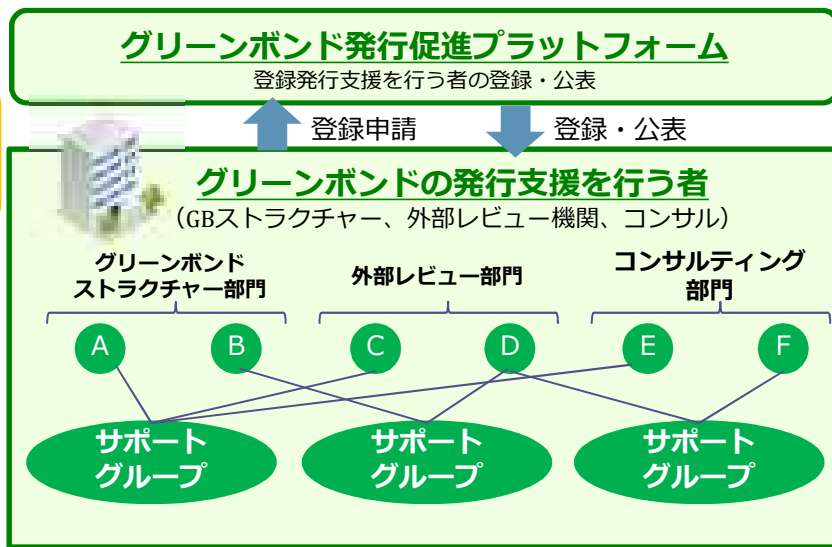 グリーンボンド発行促進プラットフォーム
登録発行支援を行う者の登録・公表
登録申請
登録・公表
グリーンボンドの発行支援を行う者
（GBストラクチャー、外部レビュー機関、コンサル）
グリーンボンド
ストラクチャー部門
外部レビュー部門
コンサルティング
部門
A
B
C
D
E
F
サポート
グループ
サポート
グループ
サポート
グループ